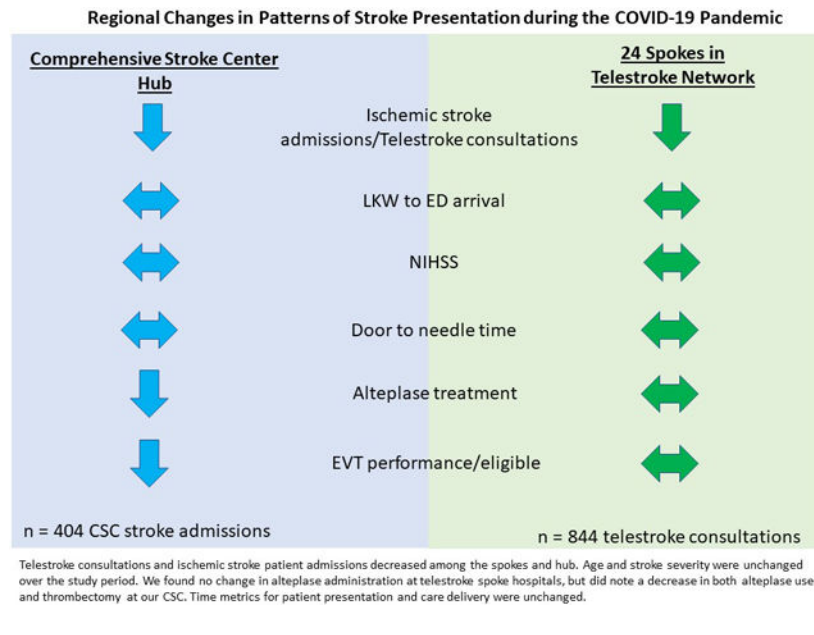 Regional Changes in Patterns of Stroke Presentation during the COVID-19 Pandemic
Comprehensive Stroke Center
Hub
24 Spokes in
Telestroke Network
Ischemic stroke
admissions/Telestroke consultations
LKW to ED arrival
NIHSS
Door to needle time
Alteplase treatment
EVT performance/eligible
n = 404 CSC stroke admissions
n = 844 telestroke consultations
Telestroke consultations and ischemic stroke patient admissions decreased among the spokes and hub. Age and stroke severity were unchanged
over the study period. We found no change in alteplase administration at telestroke spoke hospitals, but did note a decrease in both alteplase use
and thrombectomy at our CSC. Time metrics for patient presentation and care delivery were unchanged.